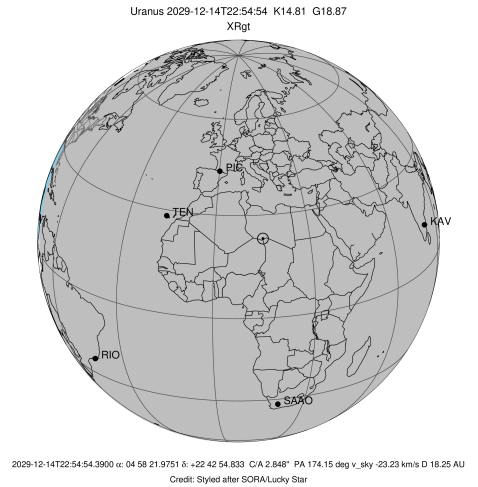 Uranus 2029-12-14T22:54:54 K14.81 G18.87
XRgt
PIC
TEN
KAV
RIO
SAAO
2029-12-14T22:54:54.3900 α: 04 58 21.9751 δ: +22 42 54.833 C/A 2.848" PA 174.15 deg v_sky -23.23 km/s D 18.25 AU
Credit: Styled after SORA/Lucky Star